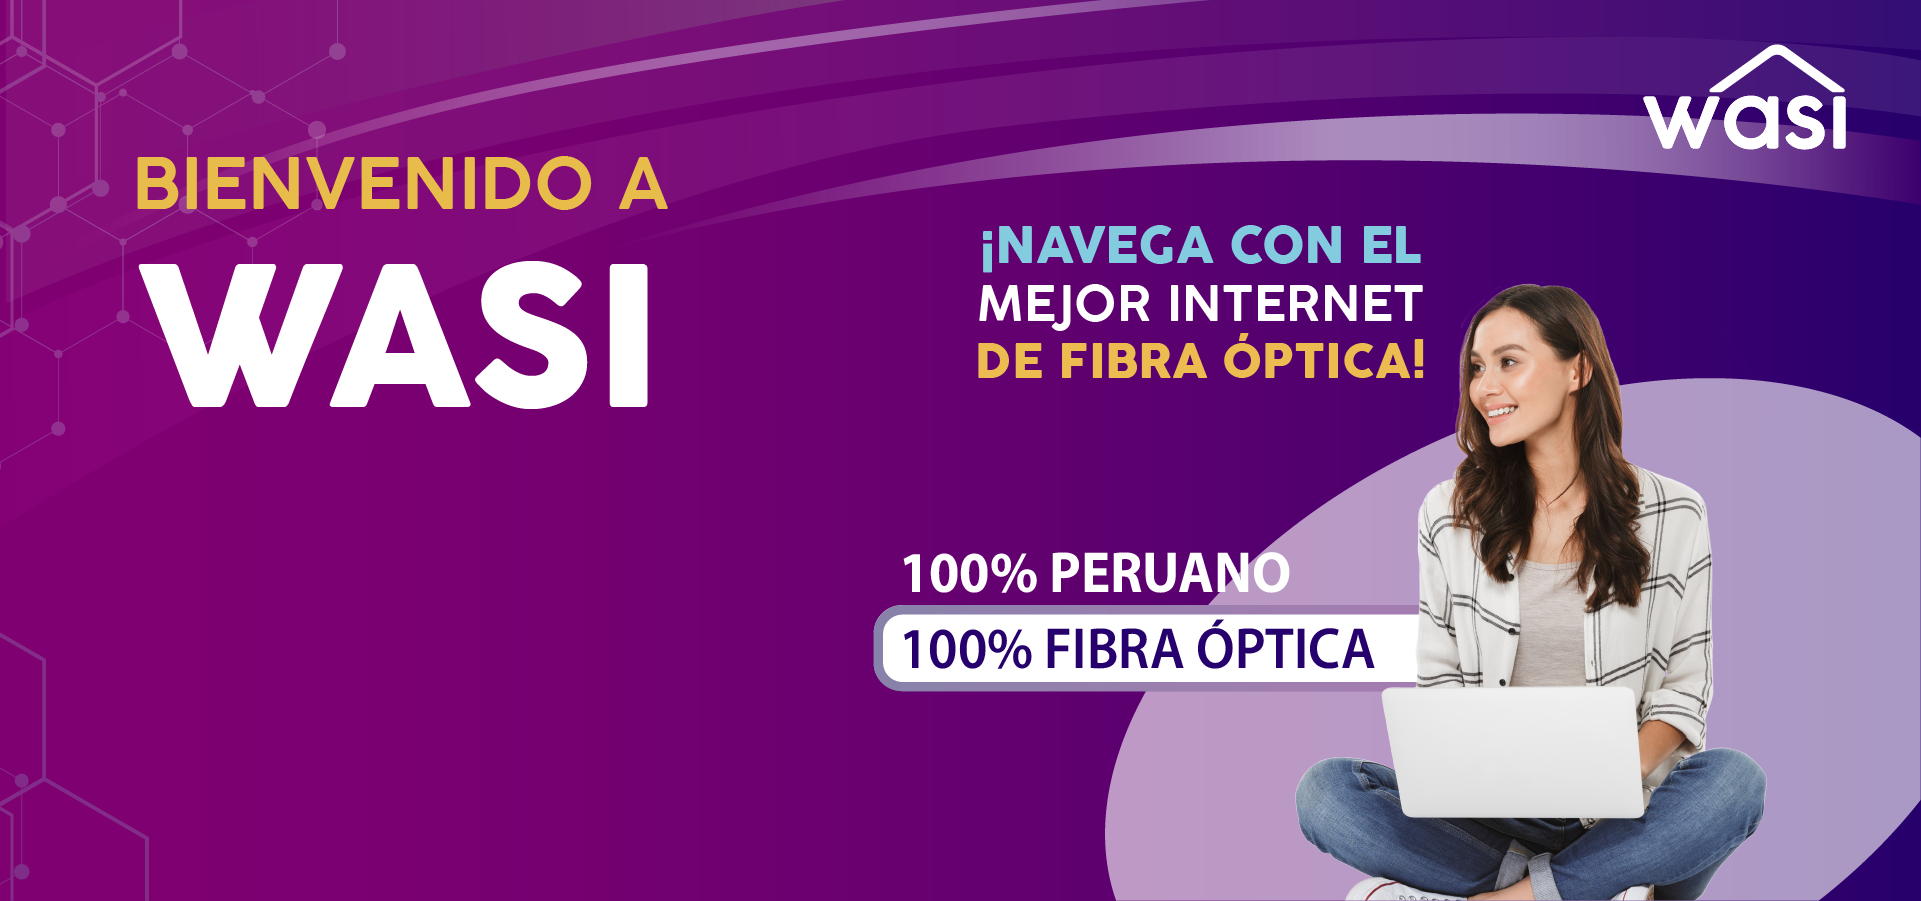 BIENVENIDO A
WASI
wasi
¡NAVEGA CON EL
MEJOR INTERNET
DE FIBRA ÓPTICA!
100% PERUANO
100% FIBRA ÓPTICA